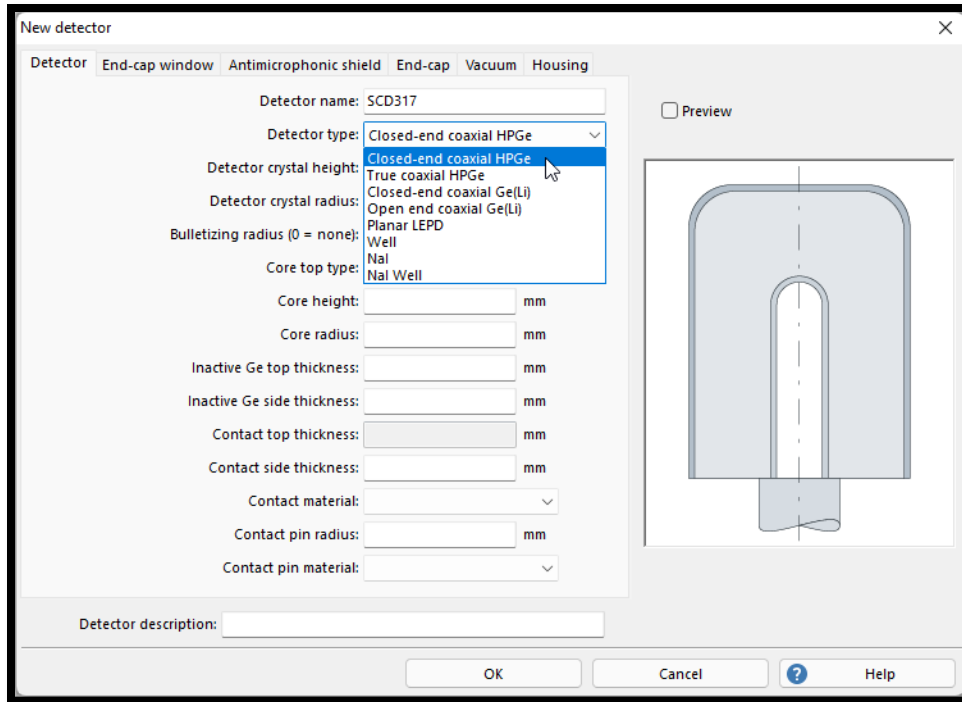 New detector
Detector End-cap window Antimicrophonic shield End-cap Vacuum Housing
Detector name: SCD317
Preview
Detector type: Closed-end coaxial HPGe
Closed-end coaxial HPGe
Detector crystal height:
True coaxial HPGe
Closed-end coaxial Ge(Li)
Detector crystal radius:
Open end coaxial Ge(Li)
Planar LEPD
Bulletizing radius (0 = none):
Well
NaI
Core top type:
NaI Well
Core height: mm
Core radius: mm
Inactive Ge top thickness: mm
Inactive Ge side thickness: mm
Contact top thickness: mm
Contact side thickness: mm
Contact material:
Contact pin radius: mm
Contact pin material:
Detector description:
OK Cancel ? Help